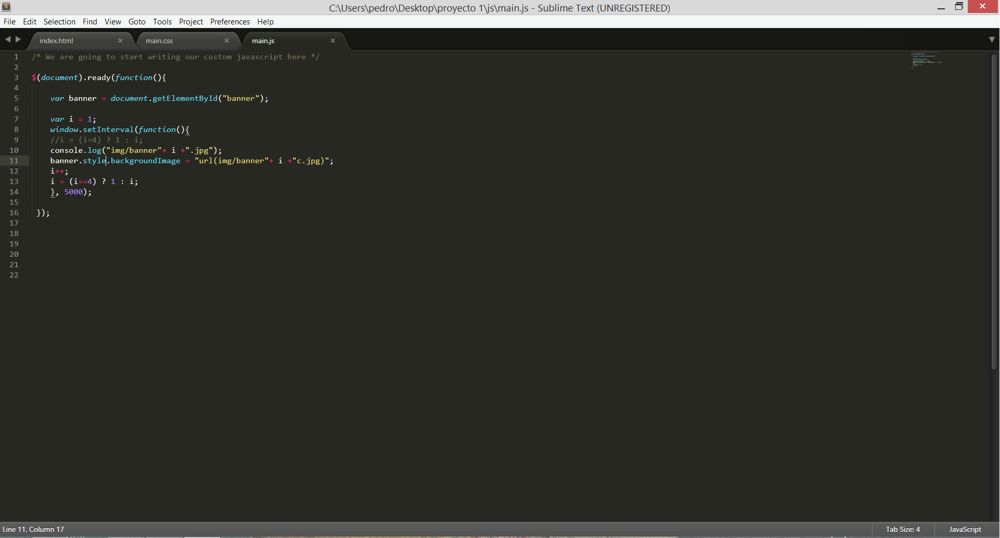 C:\Users\pedro\Desktop\proyecto 1\js\main.js - Sublime Text (UNREGISTERED)
File Edit Selection Find View Goto Tools Project Preferences Help
index.html × main.css × main.js ×
1 /* We are going to start writing our custom javascript here */
2
3 $(document).ready(function(){
4
5 var banner = document.getElementById("banner");
6
7 var i = 1;
8 window.setInterval(function(){
9 //i = (i=4) ? 1 : i;
10 console.log("img/banner"+ i +".jpg");
11 banner.style.backgroundImage = "url(img/banner"+ i +"c.jpg)";
12 i++;
13 i = (i==4) ? 1 : i;
14 }, 5000);
15
16 });
17
18
19
20
21
22
Line 11, Column 17 Tab Size: 4 JavaScript